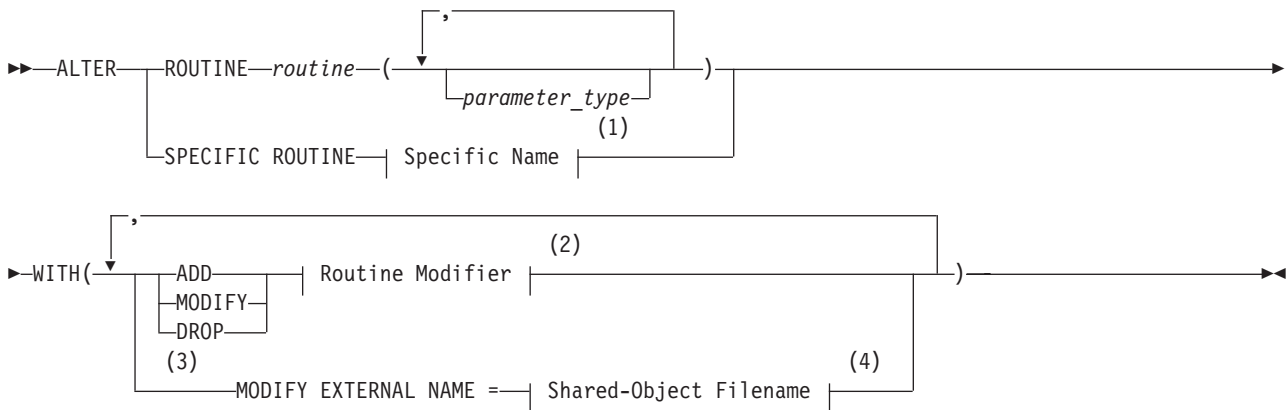 ,
ALTER ROUTINE routine ( )
parameter_type
(1)
SPECIFIC ROUTINE Specific Name
,
(2)
WITH( ADD Routine Modifier )
MODIFY
DROP
(3) (4)
MODIFY EXTERNAL NAME = Shared-Object Filename